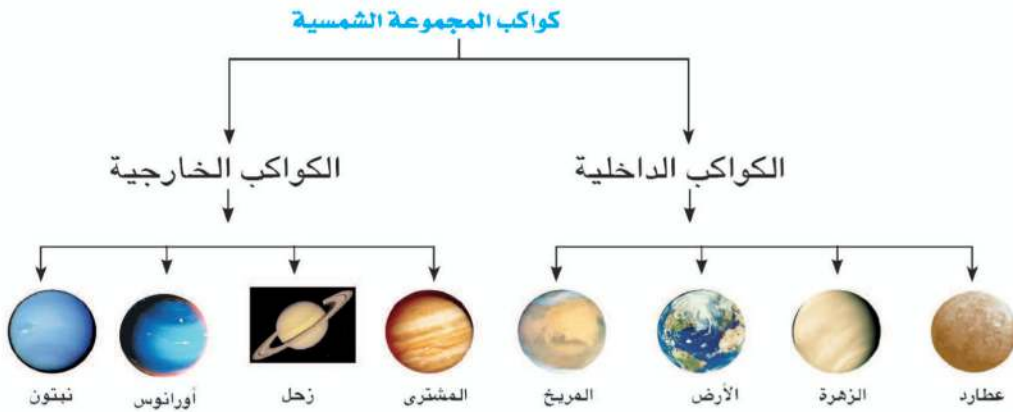 كواكب المجموعة الشمسية
الكواكب الداخلية
الكواكب الخارجية
عطارد
الزهرة
الأرض
المريخ
المشترى
زحل
أورانوس
نبتون